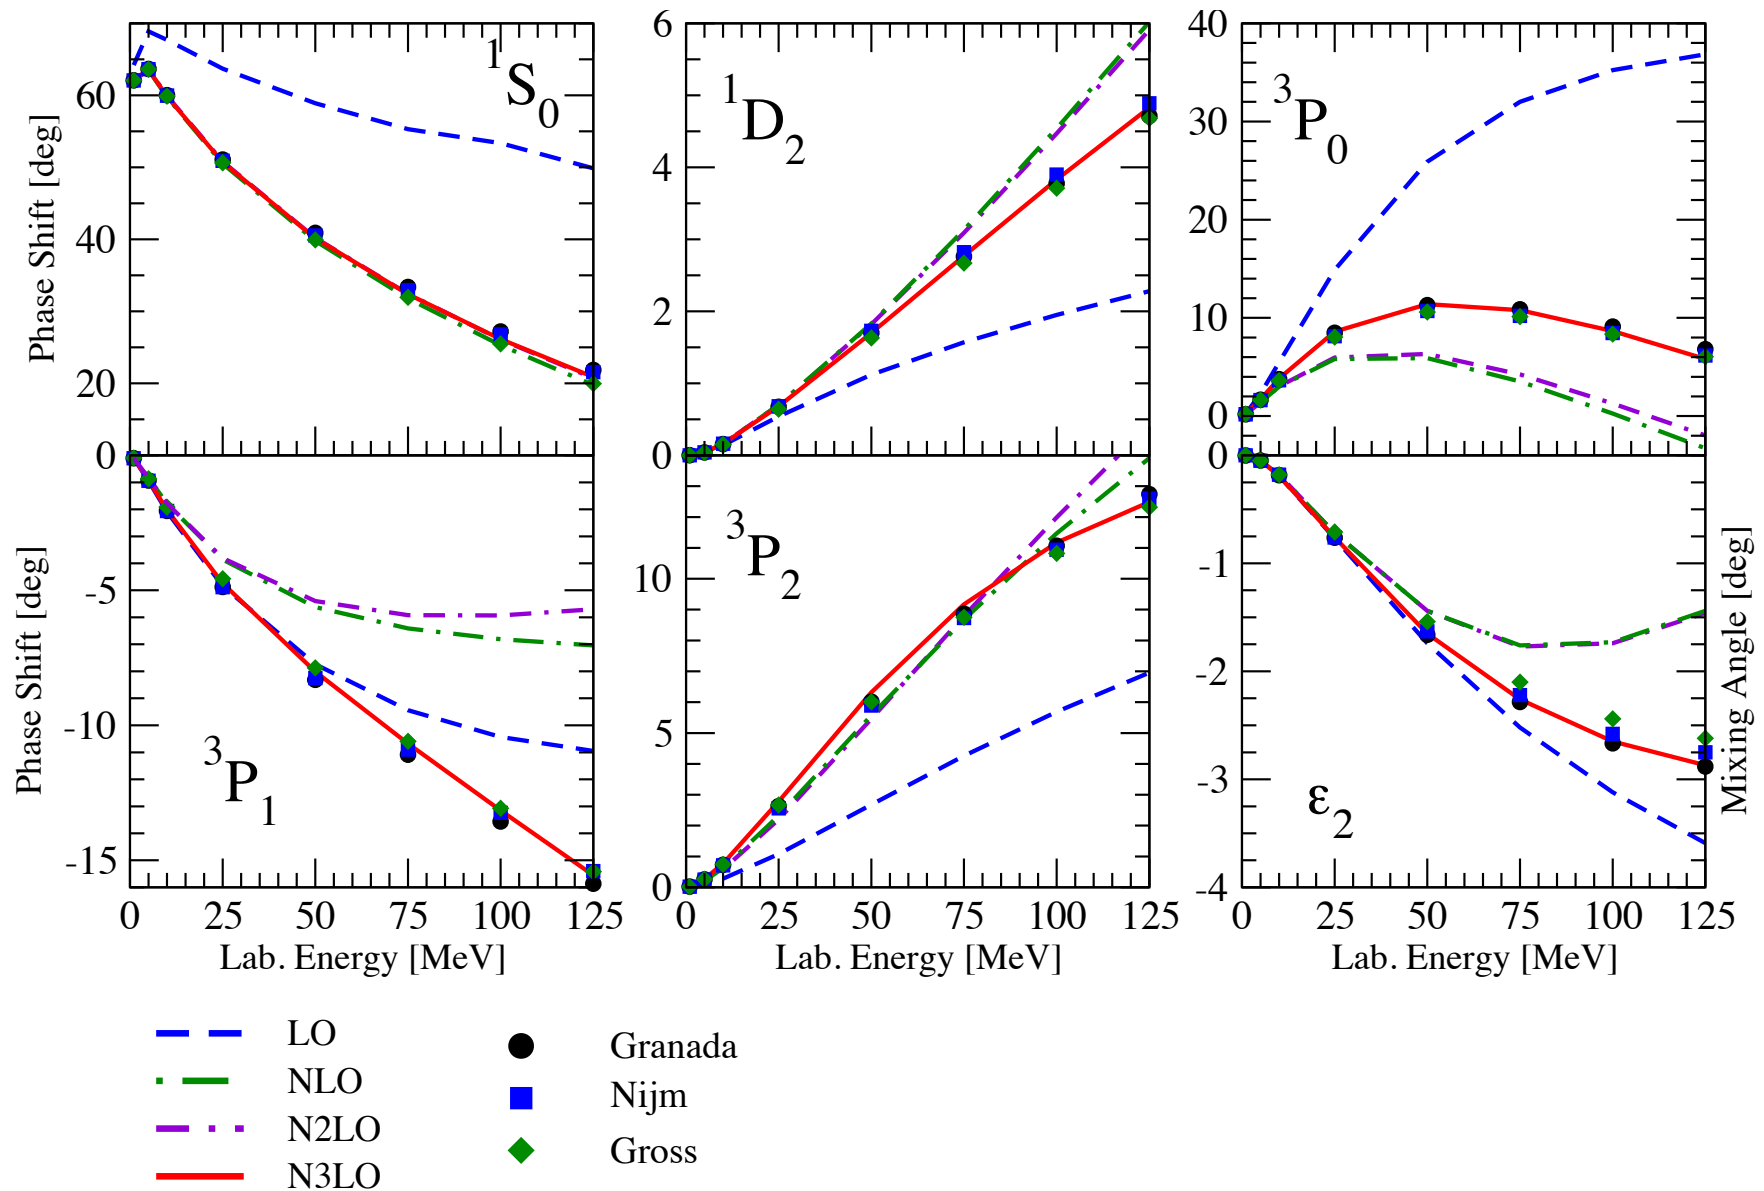 6
40
60
40
20
0
Phase Shift [deg]
¹S₀
4
2
0
¹D₂
30
20
10
0
0
³P₀
-5
-10
-15
Phase Shift [deg]
³P₁
10
5
0
³P₂
-1
-2
-3
-4
ε₂
Mixing Angle [deg]
0 25 50 75 100 125
0 25 50 75 100 125
0 25 50 75 100 125
Lab. Energy [MeV]
Lab. Energy [MeV]
Lab. Energy [MeV]
LO
NLO
N2LO
N3LO
Granada
Nijm
Gross